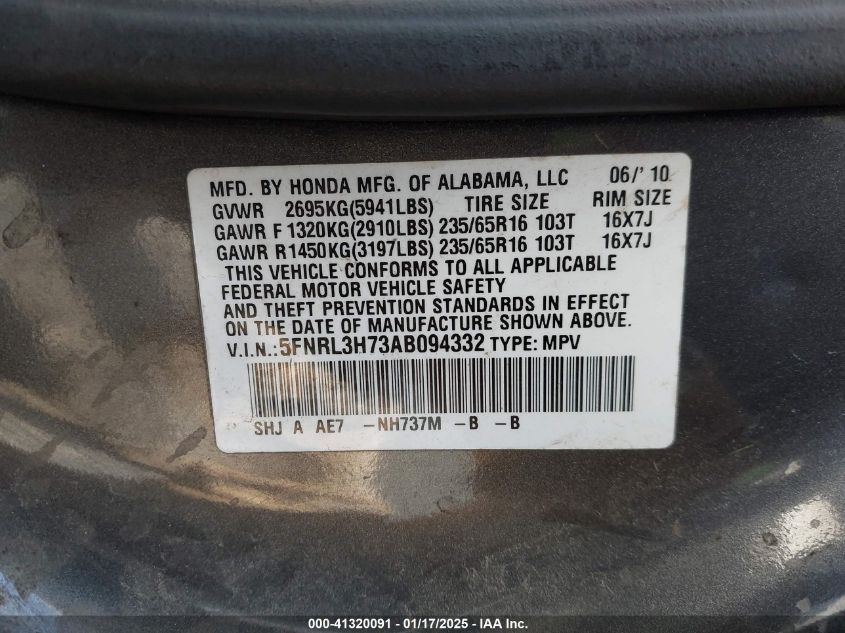 MFD. BY HONDA MFG. OF ALABAMA, LLC 06/'10
GVWR 2695KG(5941LBS) TIRE SIZE RIM SIZE
GAWR F 1320KG(2910LBS) 235/65R16 103T 16X7J
GAWR R1450KG(3197LBS) 235/65R16 103T 16X7J
THIS VEHICLE CONFORMS TO ALL APPLICABLE
FEDERAL MOTOR VEHICLE SAFETY
AND THEFT PREVENTION STANDARDS IN EFFECT
ON THE DATE OF MANUFACTURE SHOWN ABOVE.
V.I.N.:5FNRL3H73AB094332 TYPE: MPV
SHJ A AE7 -NH737M -B -B
000-41320091 - 01/17/2025 - IAA Inc.